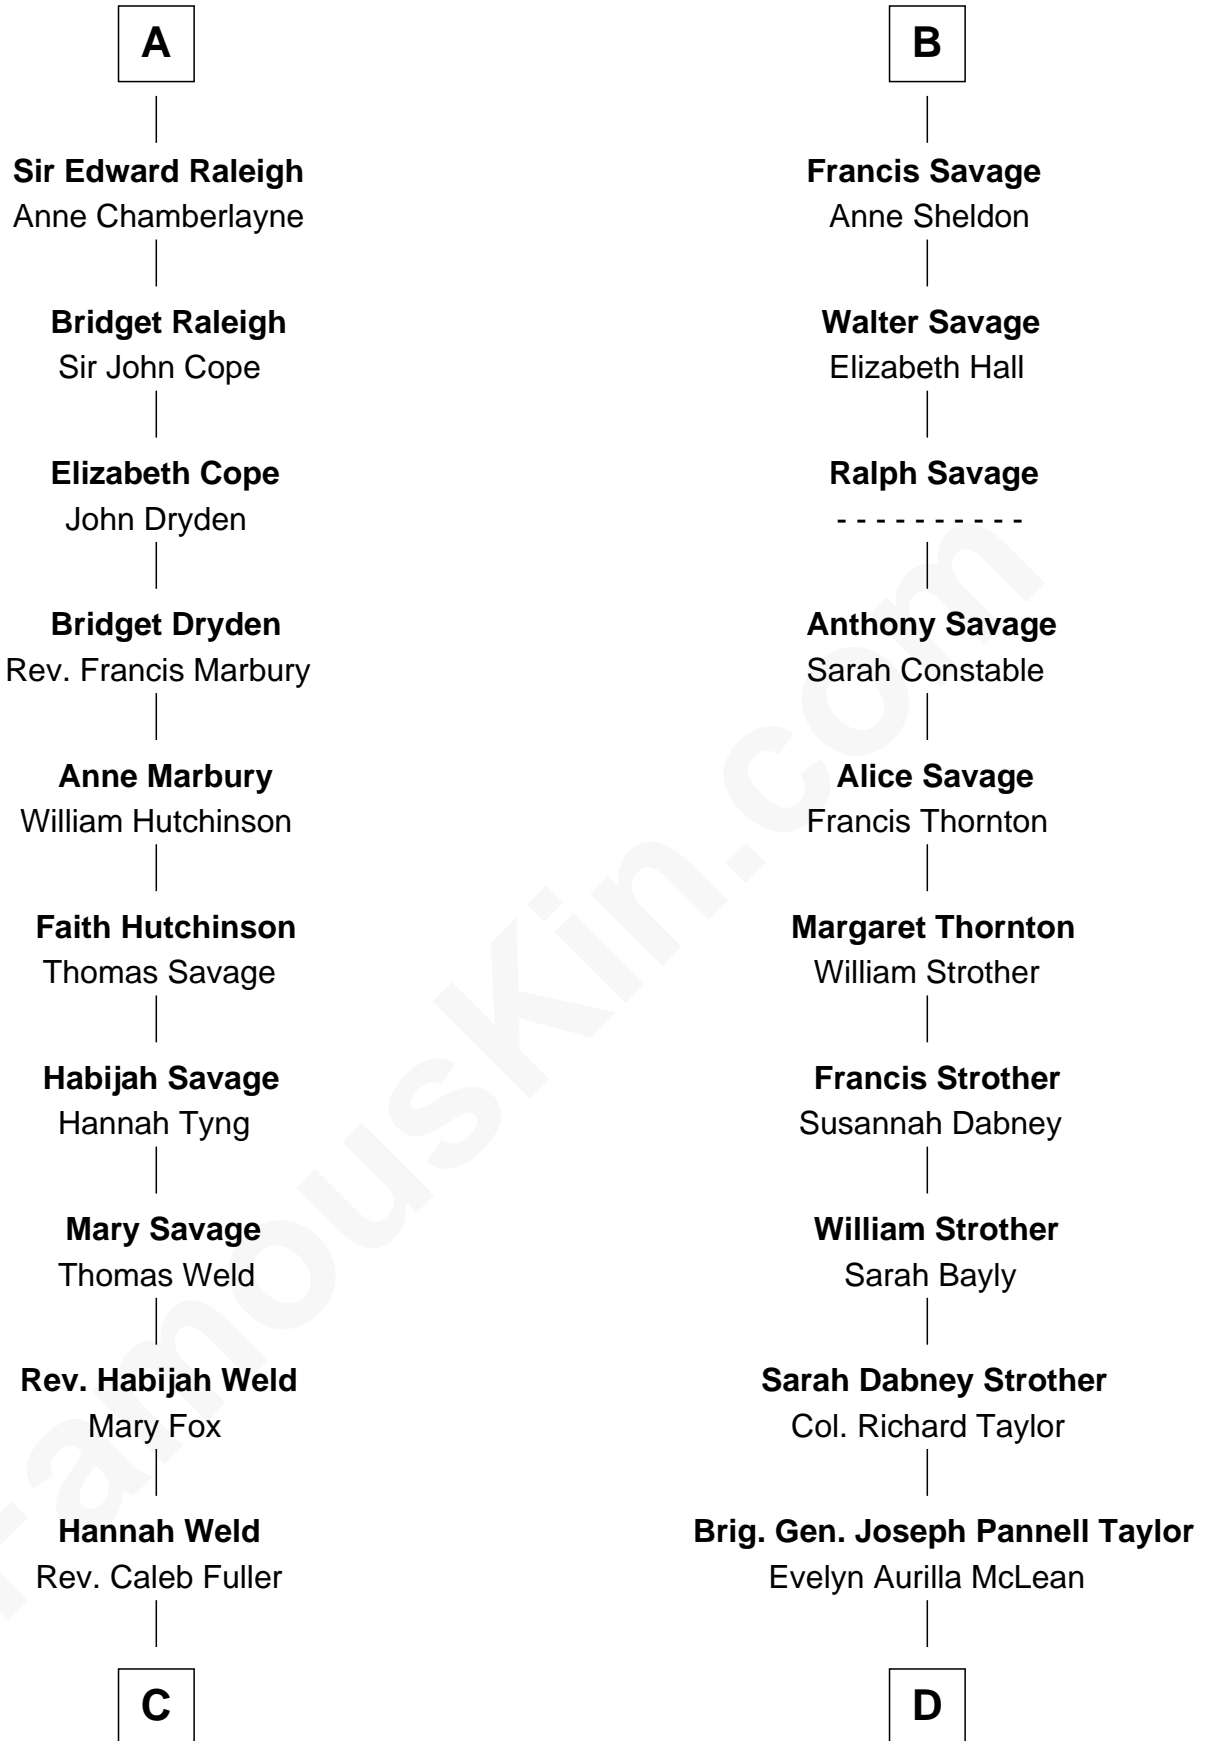 A
Sir Edward Raleigh
Anne Chamberlayne
Bridget Raleigh
Sir John Cope
Elizabeth Cope
John Dryden
Bridget Dryden
Rev. Francis Marbury
Anne Marbury
William Hutchinson
Faith Hutchinson
Thomas Savage
Habijah Savage
Hannah Tyng
Mary Savage
Thomas Weld
Rev. Habijah Weld
Mary Fox
Hannah Weld
Rev. Caleb Fuller
C
B
Francis Savage
Anne Sheldon
Walter Savage
Elizabeth Hall
Ralph Savage
- - - - - - - - - -
Anthony Savage
Sarah Constable
Alice Savage
Francis Thornton
Margaret Thornton
William Strother
Francis Strother
Susannah Dabney
William Strother
Sarah Bayly
Sarah Dabney Strother
Col. Richard Taylor
Brig. Gen. Joseph Pannell Taylor
Evelyn Aurilla McLean
D
FamousKin.com